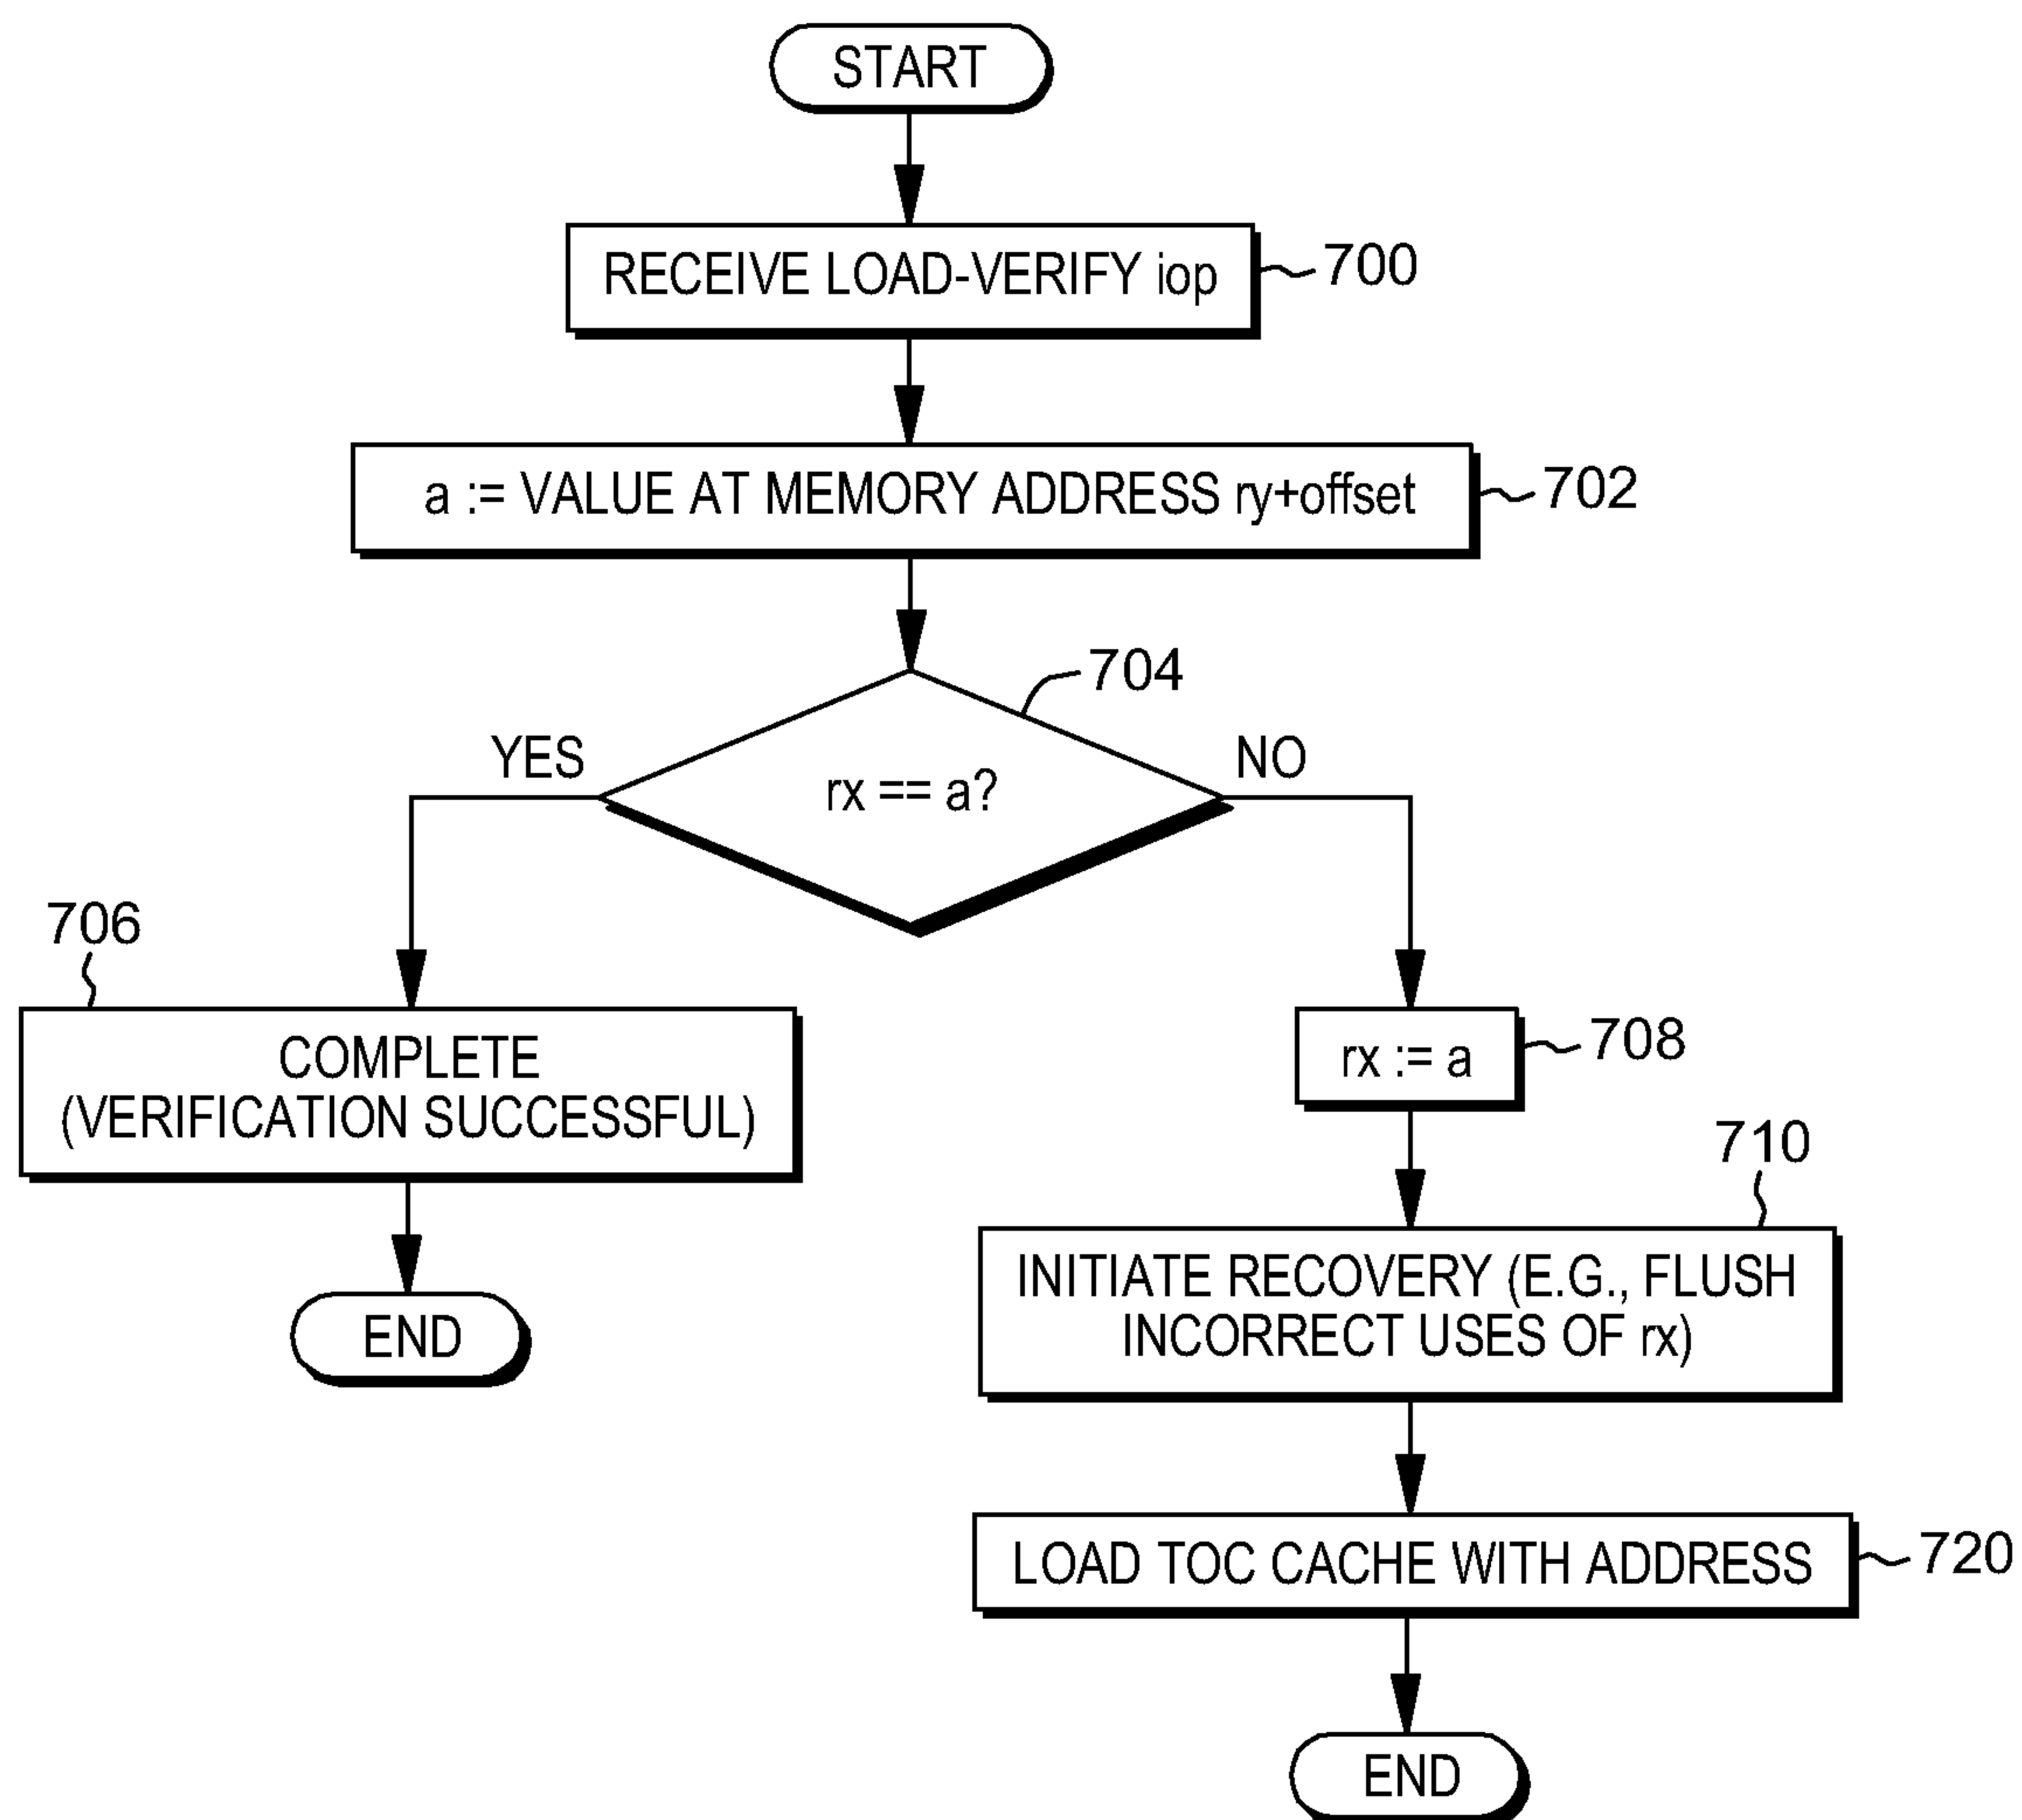 START
RECEIVE LOAD-VERIFY iop
700
a := VALUE AT MEMORY ADDRESS ry+offset
702
704
YES
rx == a?
NO
706
COMPLETE
(VERIFICATION SUCCESSFUL)
END
rx := a
708
710
INITIATE RECOVERY (E.G., FLUSH
INCORRECT USES OF rx)
LOAD TOC CACHE WITH ADDRESS
720
END